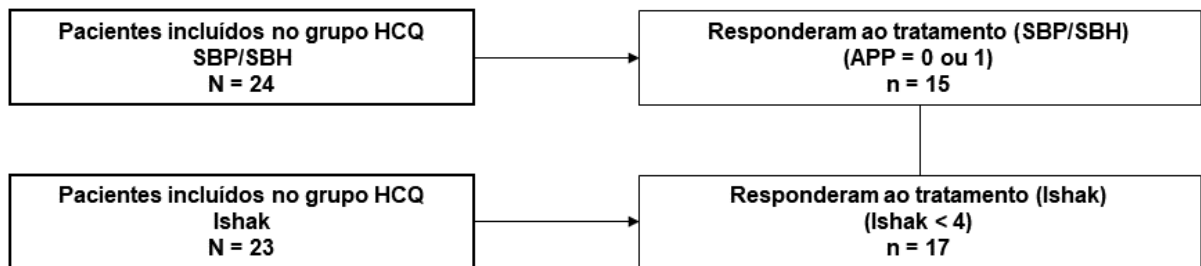 Pacientes incluídos no grupo HCQ
SBP/SBH
N = 24
Responderam ao tratamento (SBP/SBH)
(APP = 0 ou 1)
n = 15
Pacientes incluídos no grupo HCQ
Ishak
N = 23
Responderam ao tratamento (Ishak)
(Ishak < 4)
n = 17